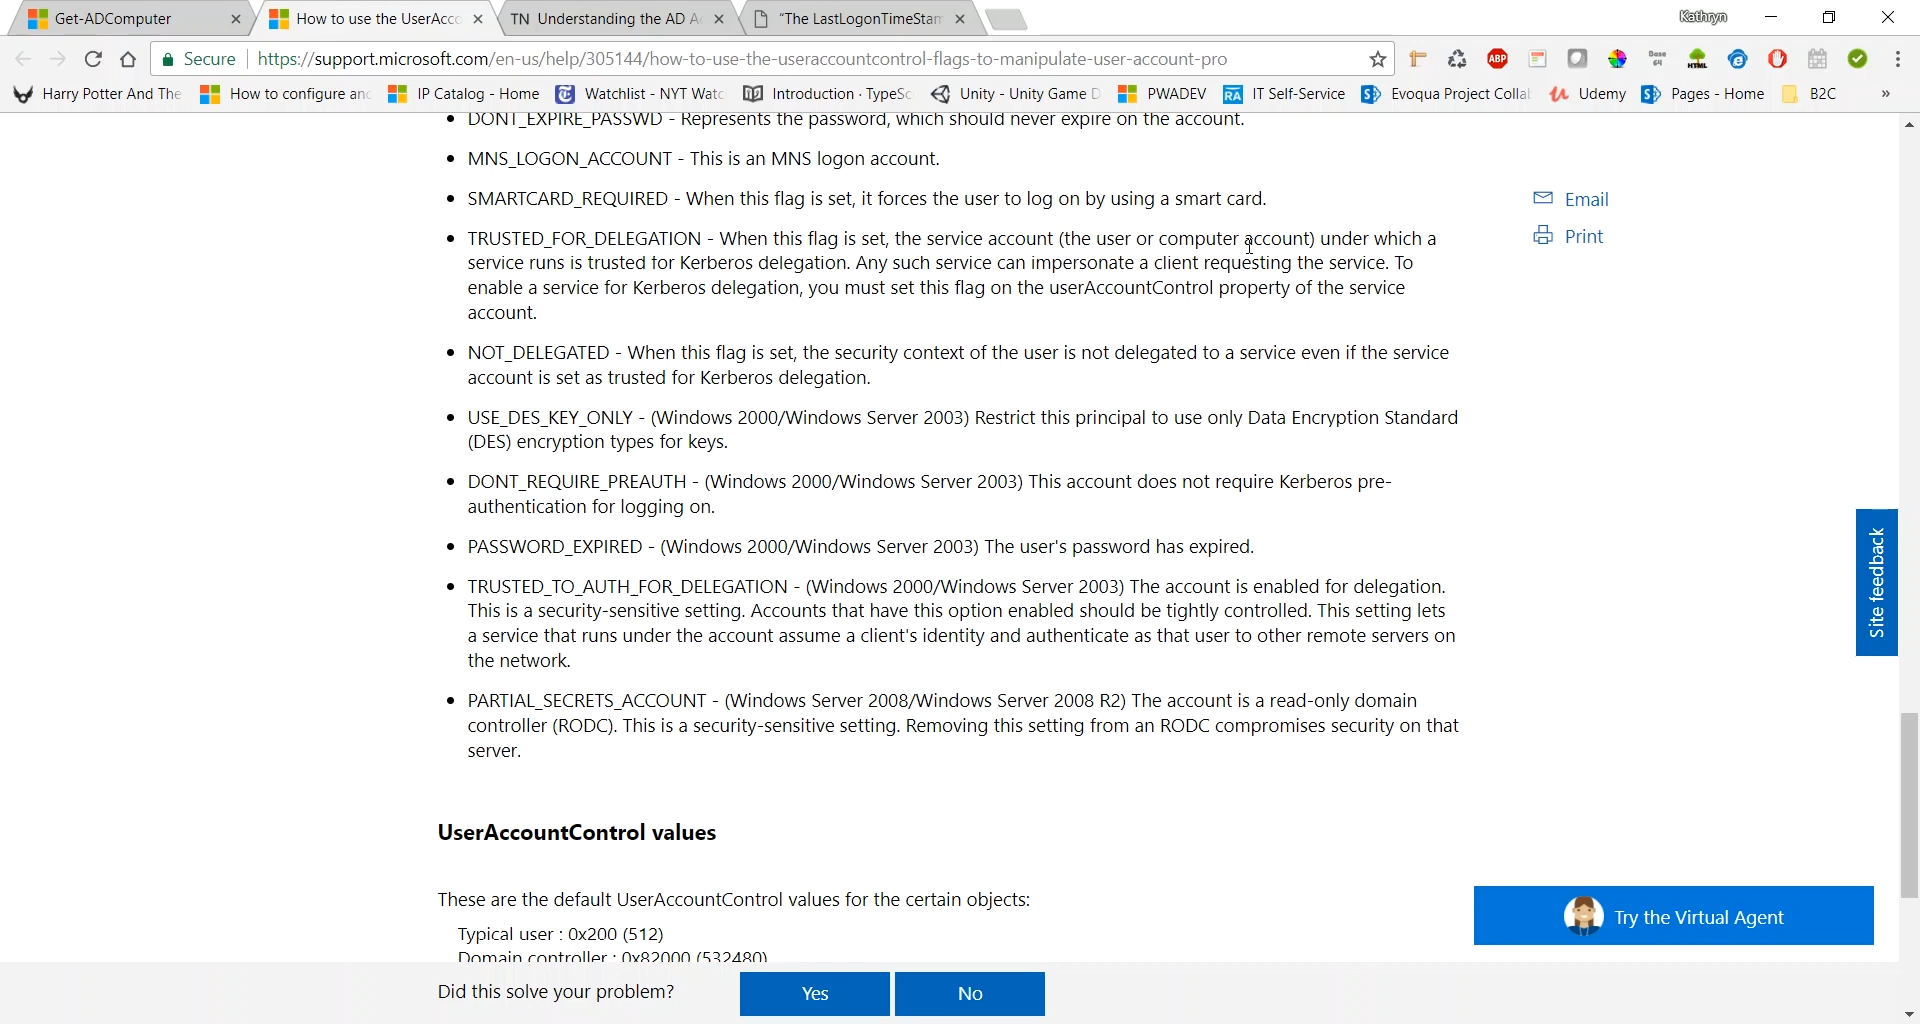 Get-ADComputer
How to use the UserAcco
TN Understanding the AD A
"The LastLogonTimeStam
Kathryn
Secure
https://support.microsoft.com/en-us/help/305144/how-to-use-the-useraccountcontrol-flags-to-manipulate-user-account-pro
ABP
Base
64
HTML
Harry Potter And The
How to configure an
IP Catalog - Home
Watchlist - NYT Wat
Introduction · TypeSc
Unity - Unity Game D
PWADEV
RA IT Self-Service
Evoqua Project Colla
Udemy
Pages - Home
B2C
»
• DONT_EXPIRE_PASSWD - Represents the password, which should never expire on the account.
• MNS_LOGON_ACCOUNT - This is an MNS logon account.
• SMARTCARD_REQUIRED - When this flag is set, it forces the user to log on by using a smart card.
Email
• TRUSTED_FOR_DELEGATION - When this flag is set, the service account (the user or computer account) under which a
Print
service runs is trusted for Kerberos delegation. Any such service can impersonate a client requesting the service. To
enable a service for Kerberos delegation, you must set this flag on the userAccountControl property of the service
account.
• NOT_DELEGATED - When this flag is set, the security context of the user is not delegated to a service even if the service
account is set as trusted for Kerberos delegation.
• USE_DES_KEY_ONLY - (Windows 2000/Windows Server 2003) Restrict this principal to use only Data Encryption Standard
(DES) encryption types for keys.
• DONT_REQUIRE_PREAUTH - (Windows 2000/Windows Server 2003) This account does not require Kerberos pre-
authentication for logging on.
• PASSWORD_EXPIRED - (Windows 2000/Windows Server 2003) The user's password has expired.
• TRUSTED_TO_AUTH_FOR_DELEGATION - (Windows 2000/Windows Server 2003) The account is enabled for delegation.
This is a security-sensitive setting. Accounts that have this option enabled should be tightly controlled. This setting lets
a service that runs under the account assume a client's identity and authenticate as that user to other remote servers on
the network.
Site feedback
• PARTIAL_SECRETS_ACCOUNT - (Windows Server 2008/Windows Server 2008 R2) The account is a read-only domain
controller (RODC). This is a security-sensitive setting. Removing this setting from an RODC compromises security on that
server.
UserAccountControl values
These are the default UserAccountControl values for the certain objects:
Try the Virtual Agent
Typical user : 0x200 (512)
Domain controller : 0x82000 (532480)
Did this solve your problem?
Yes
No